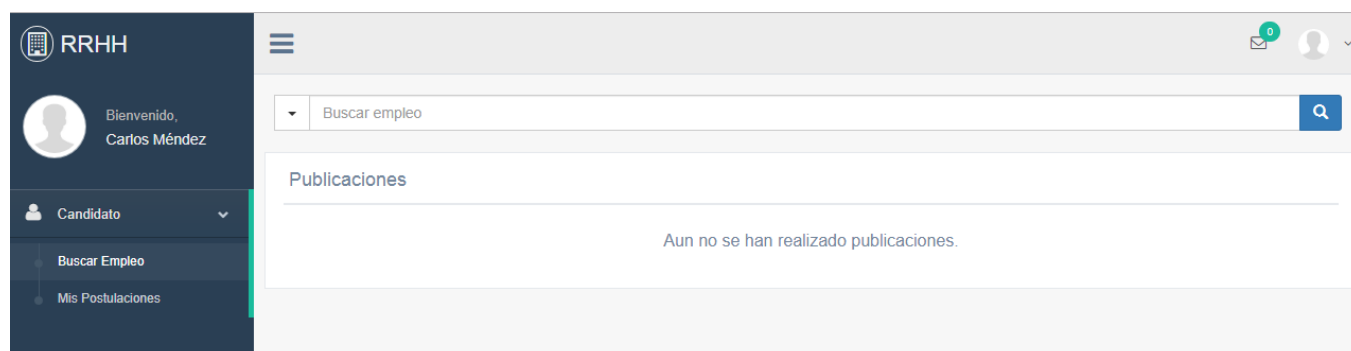 RRHH
0
Bienvenido,
Carlos Méndez
Buscar empleo
Publicaciones
Candidato
Aun no se han realizado publicaciones.
Buscar Empleo
Mis Postulaciones